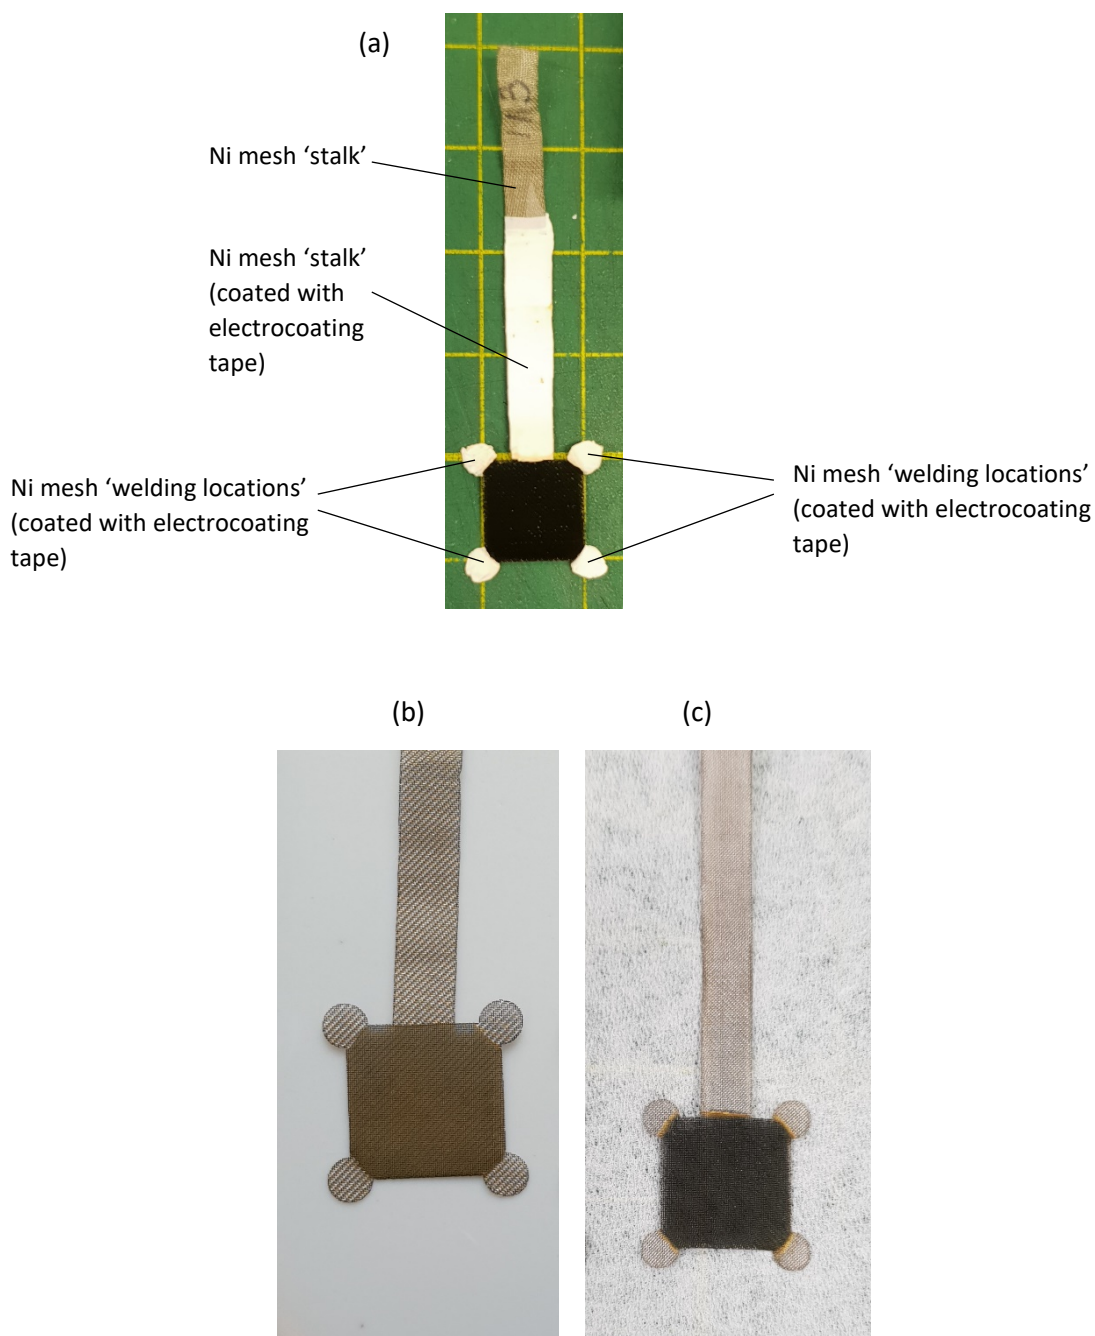 (a)
Ni mesh ‘stalk’
Ni mesh ‘stalk’
(coated with
electrocoating
tape)
Ni mesh ‘welding locations’
(coated with electrocoating
tape)
Ni mesh ‘welding locations’
(coated with electrocoating
tape)
(b)
(c)